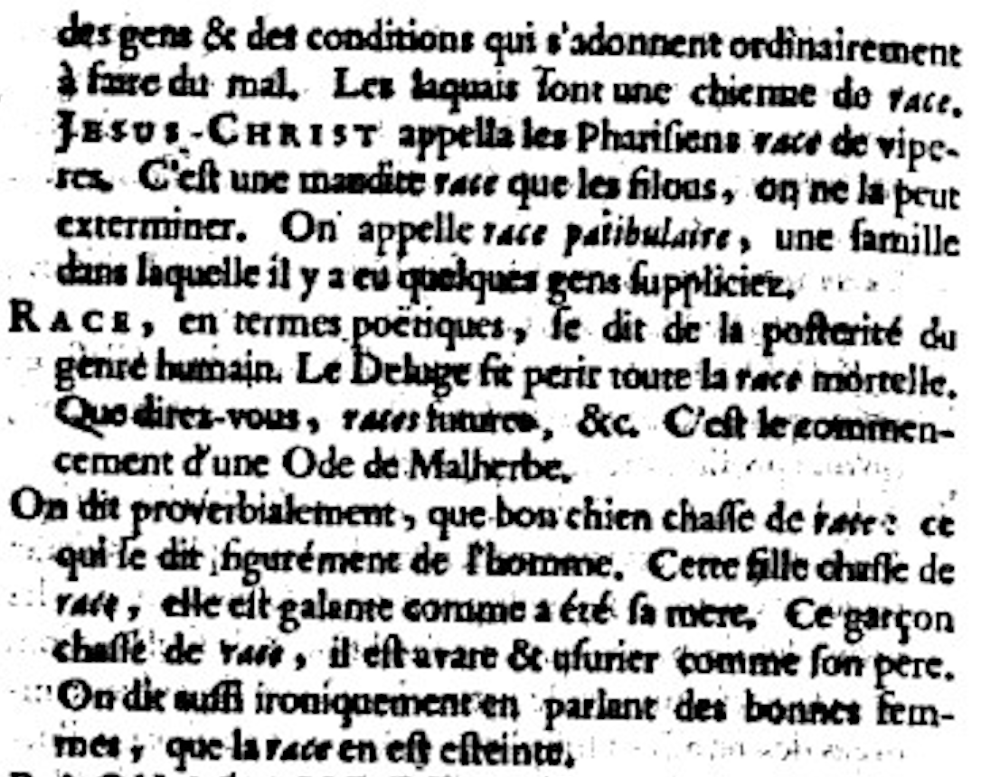 des gens & des conditions qui s'adonnent ordinairement
à faire du mal. Les laquais ſont une chienne de race.
JESUS-CHRIST appella les Phariſiens race de vipe-
res. C'eſt une maudite race que les filous, on ne la peut
exterminer. On appelle race patibulaire, une famille
dans laquelle il y a eu quelques gens ſuppliciez.
RACE, en termes poëtiques, ſe dit de la poſterité du
genre humain. Le Deluge fit perir toute la race mortelle.
Que direz-vous, races futures, &c. C'eſt le commen-
cement d'une Ode de Malherbe.
On dit proverbialement, que bon chien chaſſe de race : ce
qui ſe dit figurément de l'homme. Cette fille chaſſe de
race, elle eſt galante comme a été ſa mere. Ce garçon
chaſſe de race, il eſt avare & uſurier comme ſon pere.
On dit auſſi ironiquement en parlant des bonnes fem-
mes, que la race en eſt eſteinte.